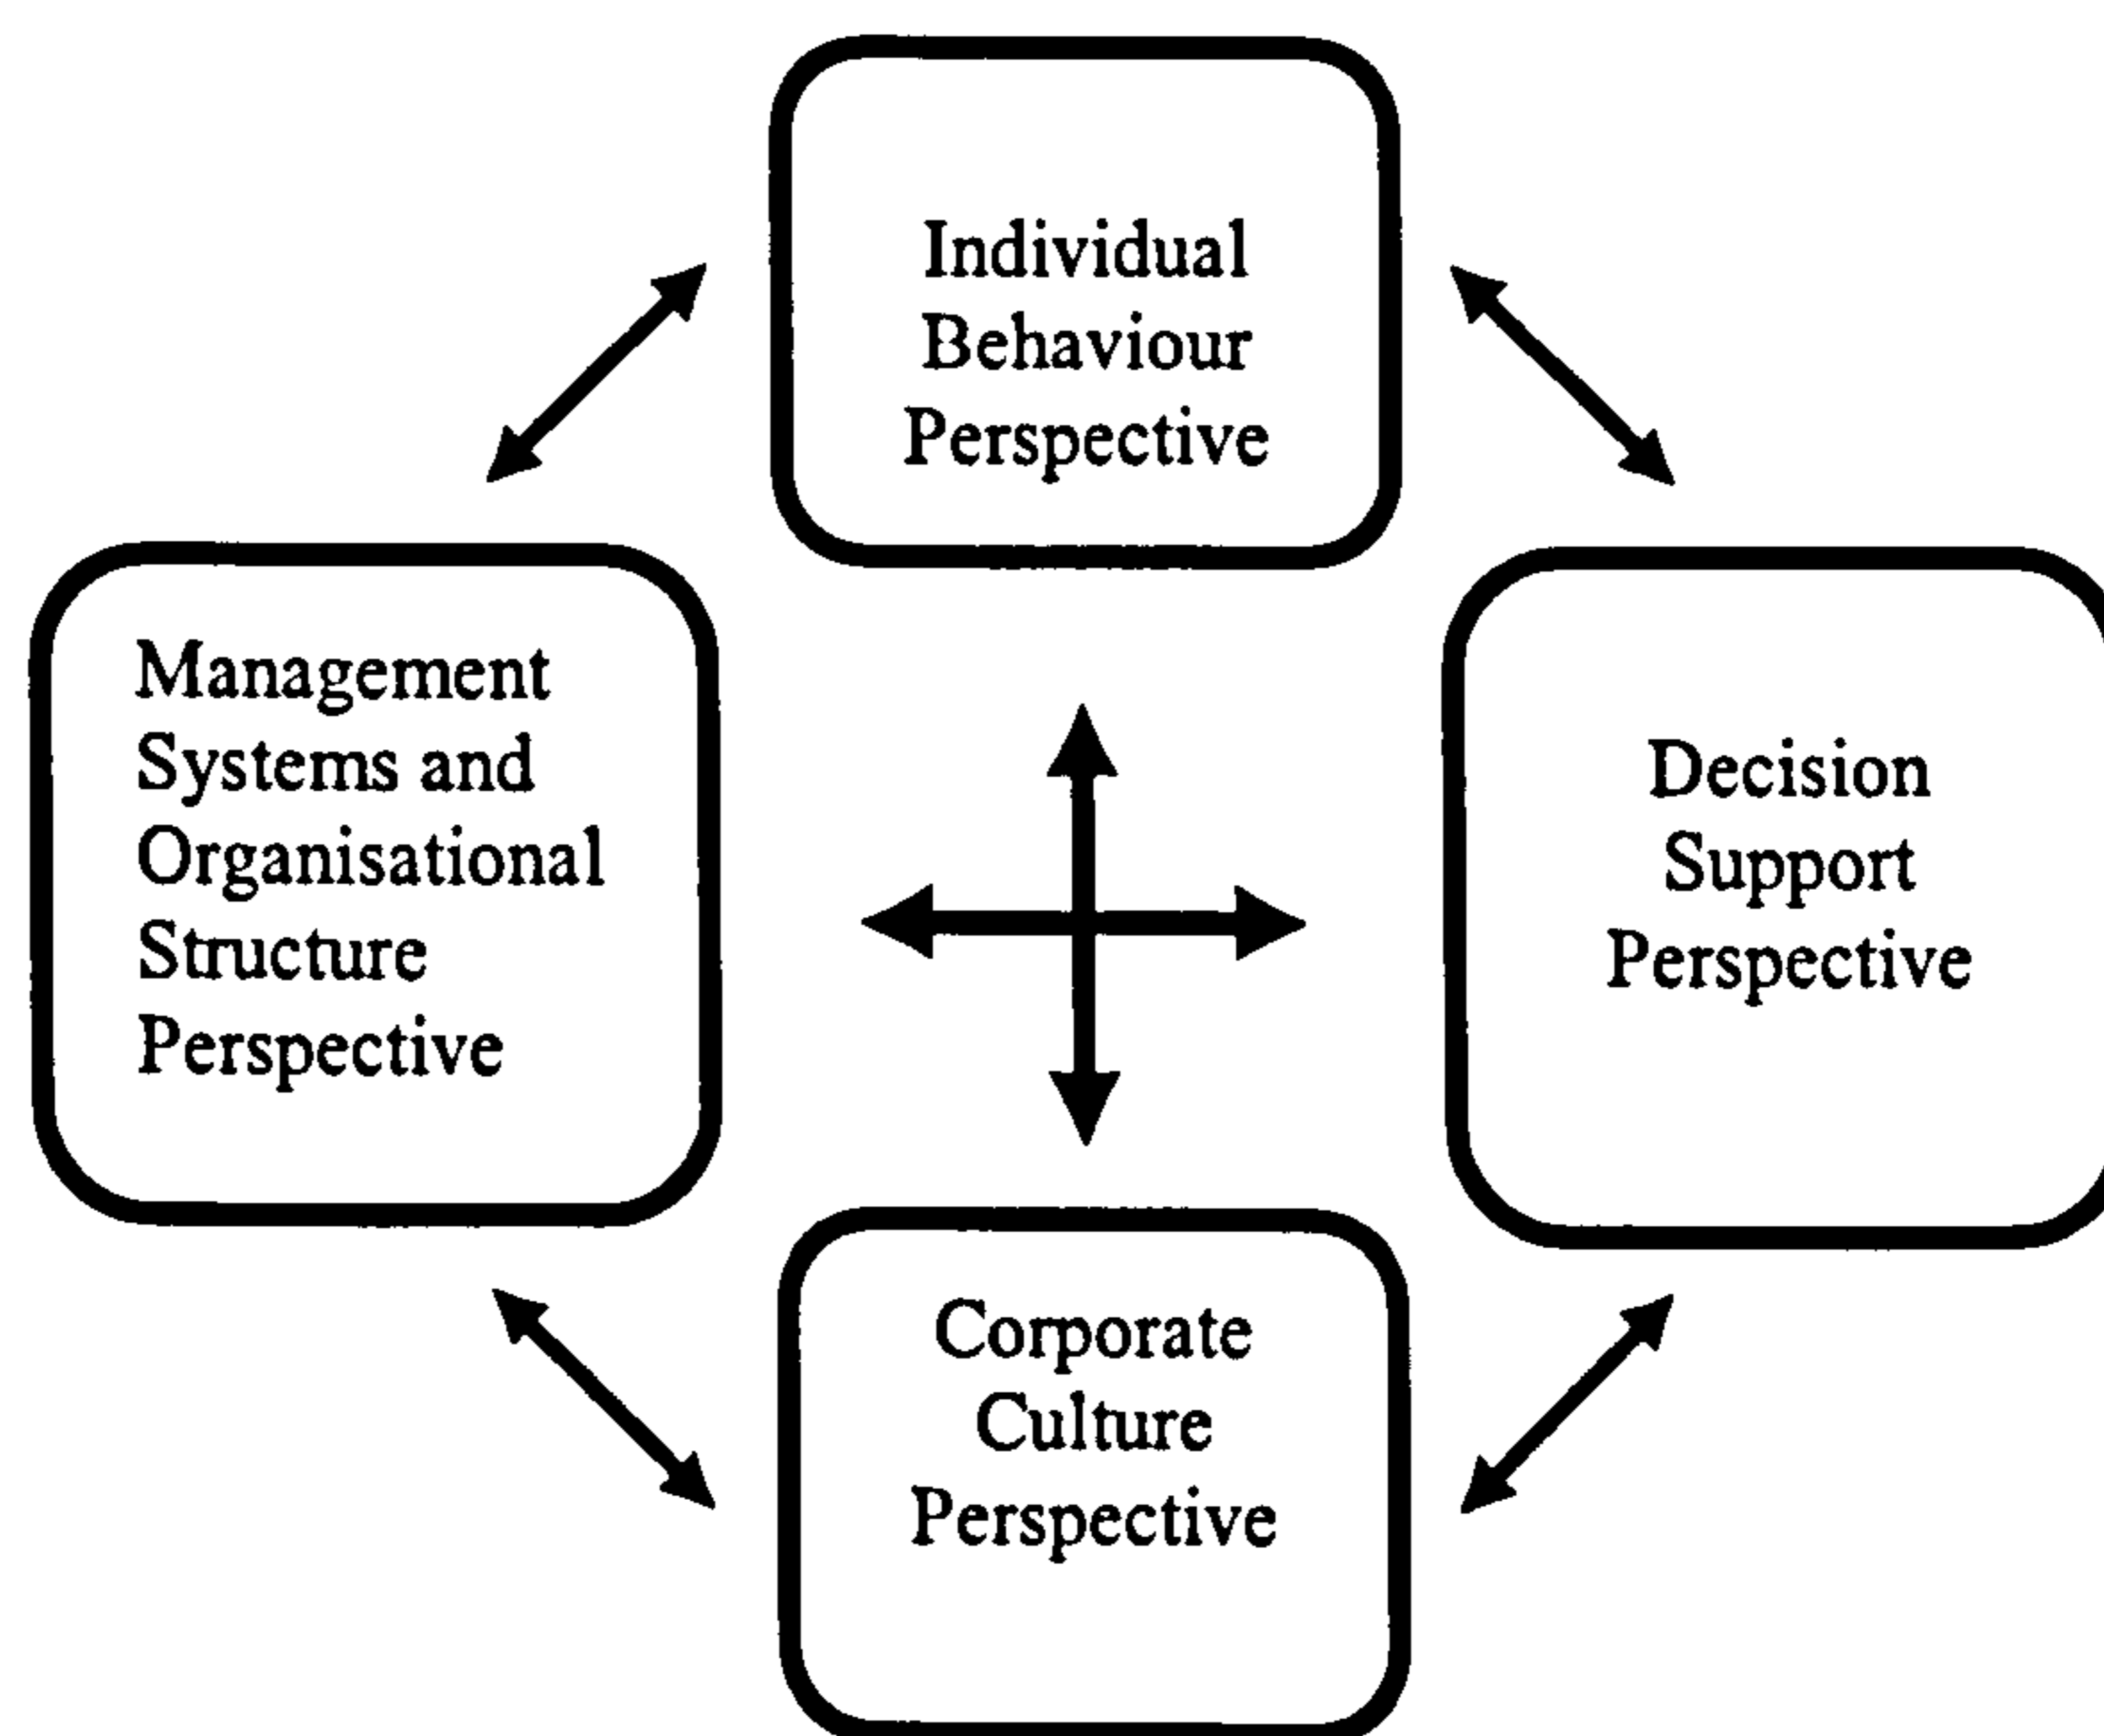 Individual
Behaviour
Perspective
Management
Systems and
Organisational
Structure
Perspective
Decision
Support
Perspective
Corporate
Culture
Perspective